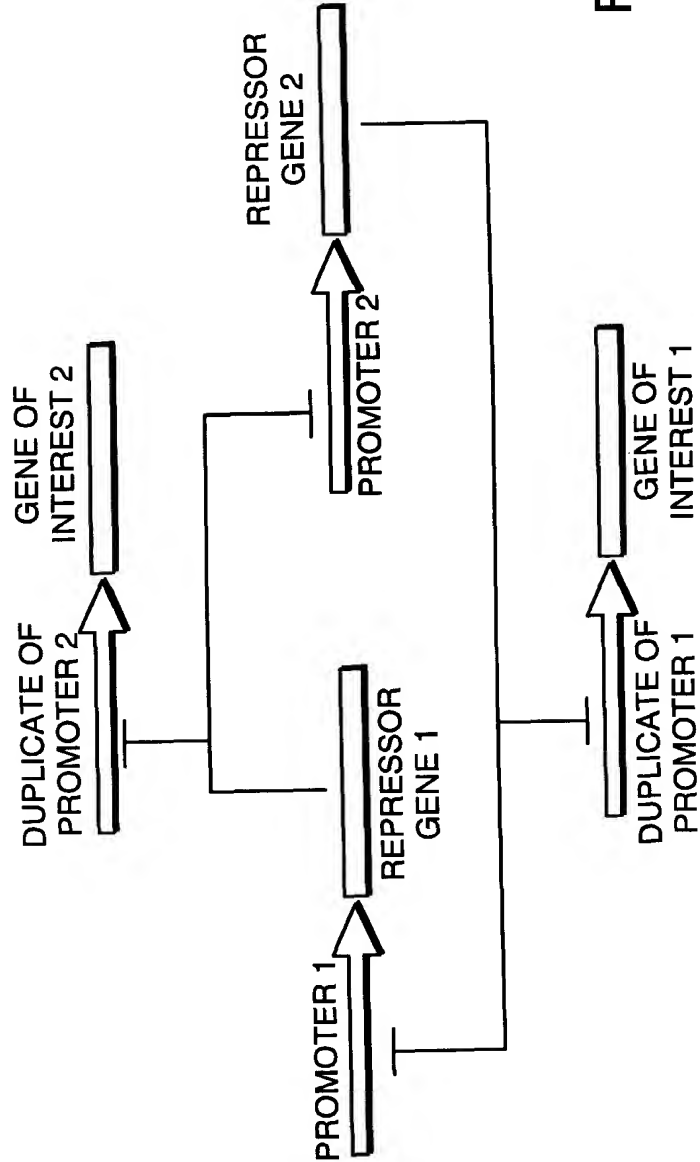 DUPLICATE OF
PROMOTER 2
GENE OF
INTEREST 2
REPRESSOR
GENE 2
PROMOTER 1
PROMOTER 2
REPRESSOR
GENE 1
DUPLICATE OF
PROMOTER 1
GENE OF
INTEREST 1